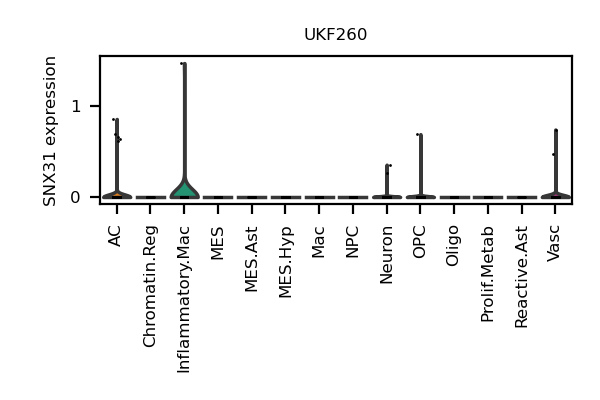 UKF260
SNX31 expression
1
0
AC
Chromatin.Reg
Inflammatory.Mac
MES
MES.Ast
MES.Hyp
Mac
NPC
Neuron
OPC
Oligo
Prolif.Metab
Reactive.Ast
Vasc